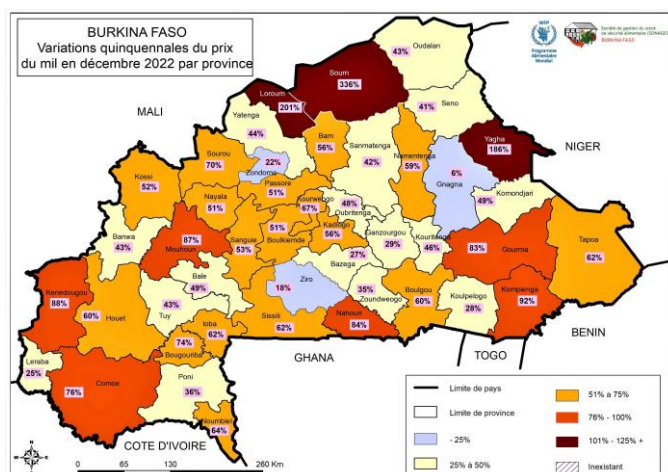 BURKINA FASO
Variations quinquennales du prix
du mil en décembre 2022 par province
WFP
Programme
Alimentaire
Mondial
Société de gestion du stock
de sécurité alimentaire (SONAGESS)
BURKINA FASO
MALI
NIGER
BENIN
TOGO
GHANA
COTE D'IVOIRE
Oudalan
43%
Soum
336%
Loroum
201%
Seno
41%
Yatenga
44%
Yagha
186%
Bam
56%
Sanmatenga
42%
Namentenga
59%
Gnagna
6%
Komondjari
49%
Sourou
70%
Zondoma
22%
Kossi
52%
Passore
51%
Nayala
51%
Kourweogo
67%
Oubritenga
48%
Banwa
43%
Mouhoun
87%
Sanguie
53%
Boulkiemde
51%
Kadiogo
56%
Ganzourgou
29%
Kouritenga
46%
Gourma
83%
Tapoa
62%
Bazega
27%
Bale
49%
Ziro
18%
Zoundweogo
35%
Boulgou
60%
Koulpelogo
28%
Kompienga
92%
Kenedougou
88%
Houet
60%
Tuy
43%
Ioba
62%
Sissili
62%
Nahouri
84%
Bougouriba
74%
Leraba
25%
Comoe
76%
Poni
36%
Noumbiel
64%
Limite de pays
Limite de province
- 25%
25% à 50%
51% à 75%
76% - 100%
101% - 125% +
Inexistant
0 65 130 260 Km